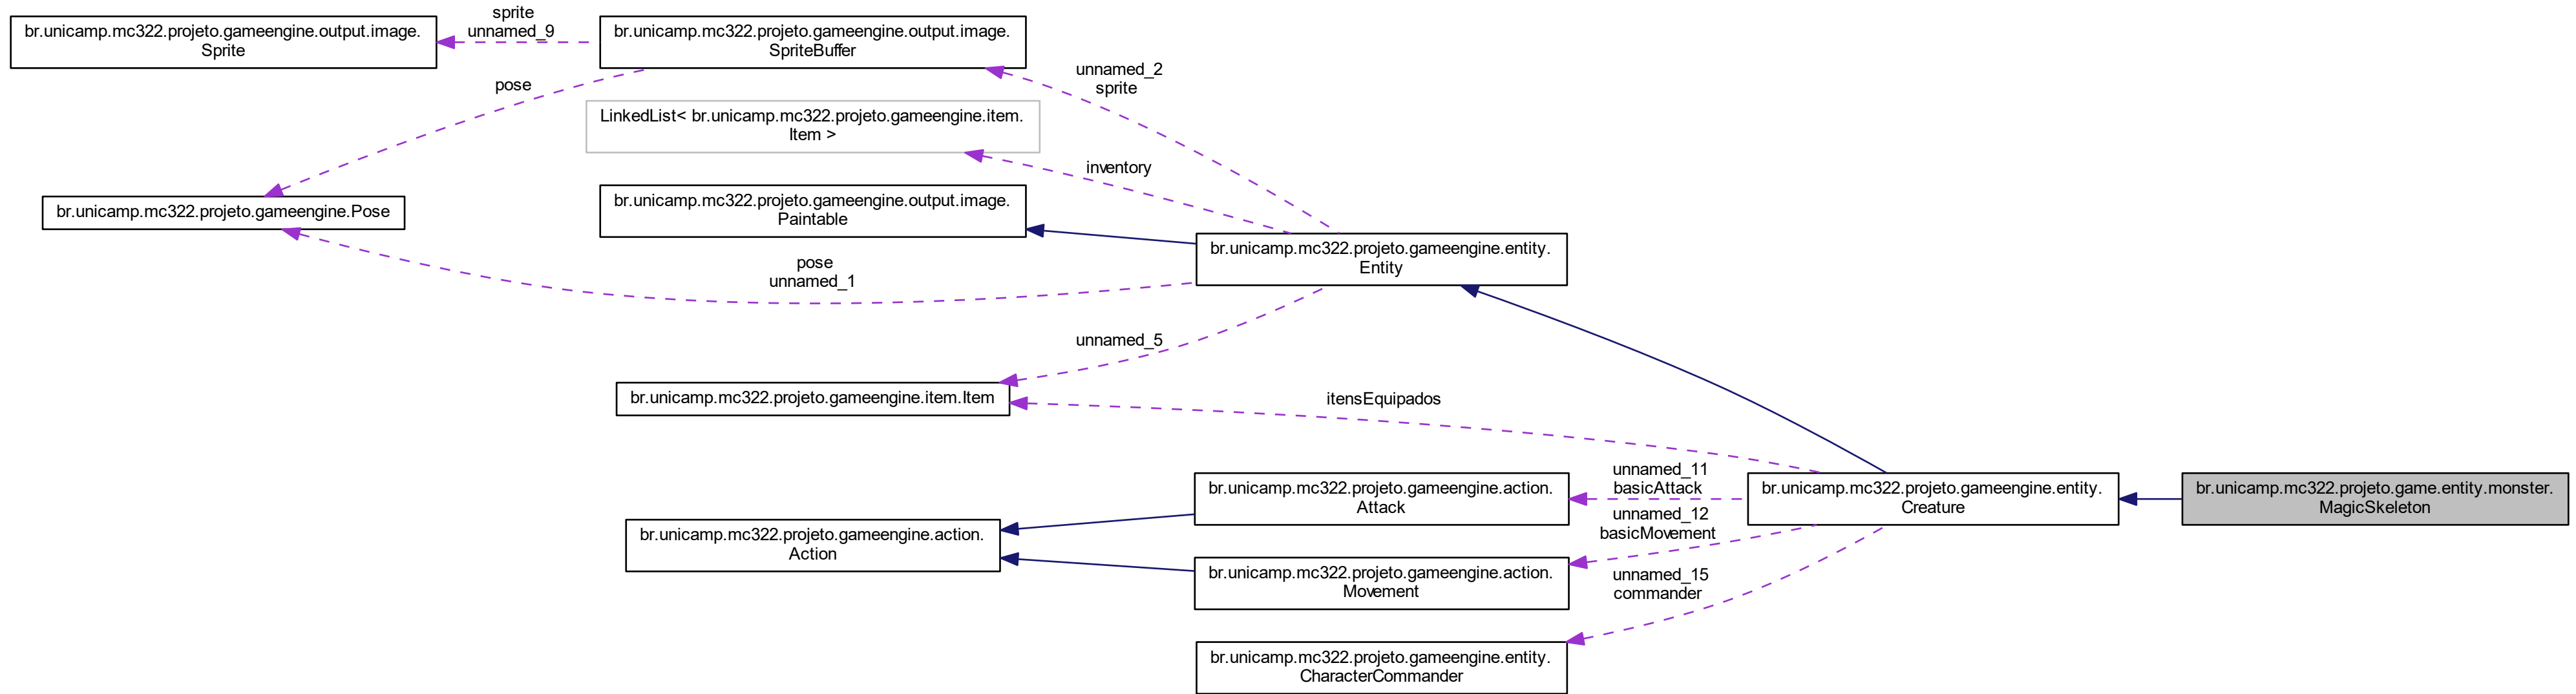 sprite
unnamed_9
br.unicamp.mc322.projeto.gameengine.output.image.
Sprite
br.unicamp.mc322.projeto.gameengine.output.image.
SpriteBuffer
unnamed_2
sprite
pose
LinkedList< br.unicamp.mc322.projeto.gameengine.item.
Item >
inventory
br.unicamp.mc322.projeto.gameengine.Pose
br.unicamp.mc322.projeto.gameengine.output.image.
Paintable
br.unicamp.mc322.projeto.gameengine.entity.
Entity
pose
unnamed_1
unnamed_5
br.unicamp.mc322.projeto.gameengine.item.Item
itensEquipados
unnamed_11
basicAttack
br.unicamp.mc322.projeto.gameengine.action.
Attack
br.unicamp.mc322.projeto.gameengine.entity.
Creature
br.unicamp.mc322.projeto.game.entity.monster.
MagicSkeleton
unnamed_12
basicMovement
br.unicamp.mc322.projeto.gameengine.action.
Action
br.unicamp.mc322.projeto.gameengine.action.
Movement
unnamed_15
commander
br.unicamp.mc322.projeto.gameengine.entity.
CharacterCommander